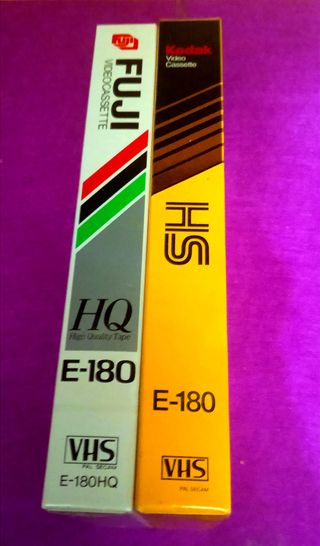 FUJI
FUJI
VIDEOCASSETTE
HQ
High Quality Tape
E-180
VHS
PAL SECAM
E-180HQ
Kodak
Video
Cassette
HS
E-180
VHS
PAL SECAM